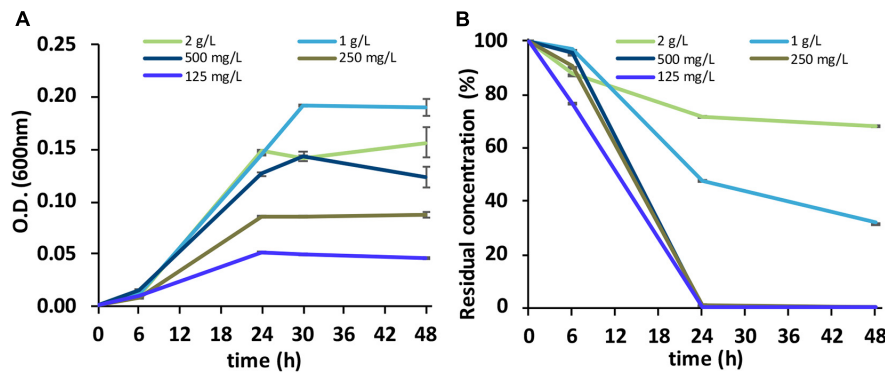 A
2 g/L 1 g/L
500 mg/L 250 mg/L
125 mg/L
O.D. (600nm)
0.25
0.20
0.15
0.10
0.05
0.00
0 6 12 18 24 30 36 42 48
time (h)
B
2 g/L 1 g/L
500 mg/L 250 mg/L
125 mg/L
Residual concentration (%)
100
80
60
40
20
0
0 6 12 18 24 30 36 42 48
time (h)